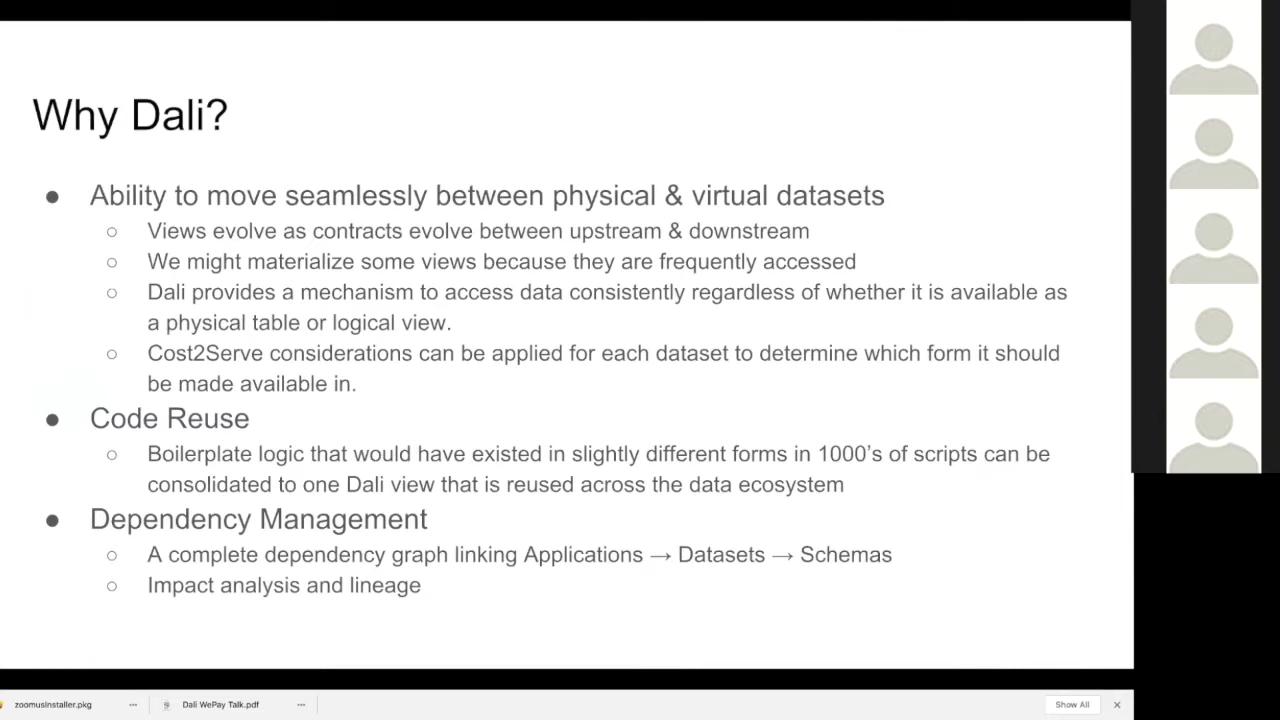 Why Dali?
● Ability to move seamlessly between physical & virtual datasets
○ Views evolve as contracts evolve between upstream & downstream
○ We might materialize some views because they are frequently accessed
○ Dali provides a mechanism to access data consistently regardless of whether it is available as
a physical table or logical view.
○ Cost2Serve considerations can be applied for each dataset to determine which form it should
be made available in.
● Code Reuse
○ Boilerplate logic that would have existed in slightly different forms in 1000's of scripts can be
consolidated to one Dali view that is reused across the data ecosystem
● Dependency Management
○ A complete dependency graph linking Applications → Datasets → Schemas
○ Impact analysis and lineage
zoomusInstaller.pkg ··· Dali WePay Talk.pdf ··· Show All ×